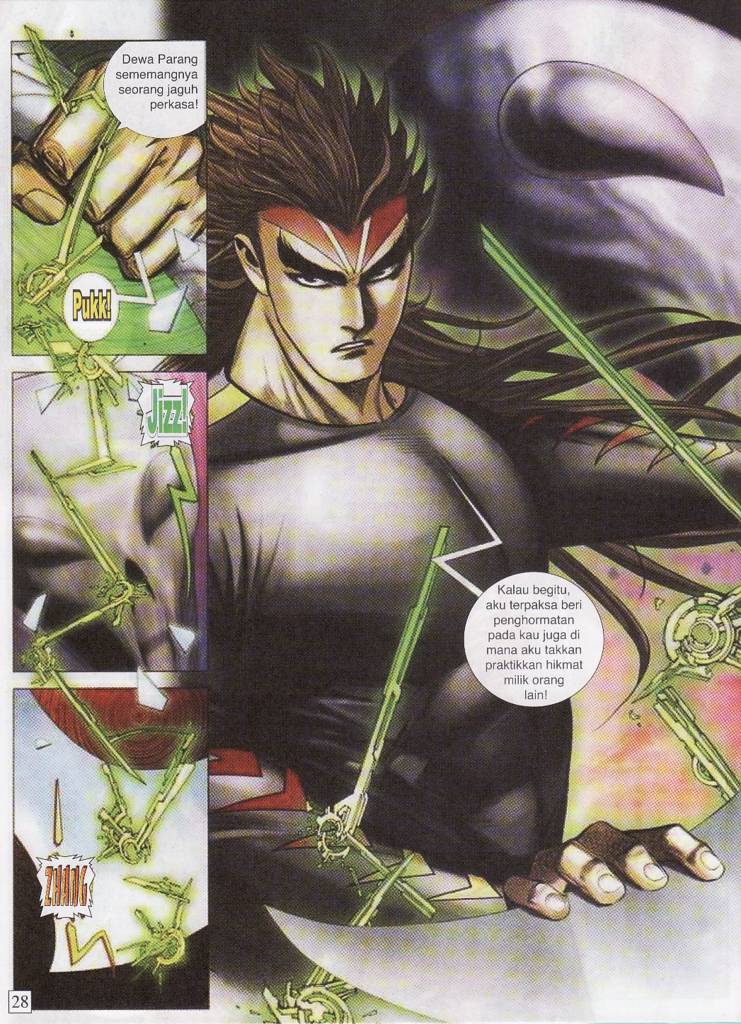 Dewa Parang
sememangnya
seorang jaguh
perkasa!
Pukk!
Jizz!
ZHANG
Kalau begitu,
aku terpaksa beri
penghormatan
pada kau juga di
mana aku takkan
praktikkan hikmat
milik orang
lain!
28